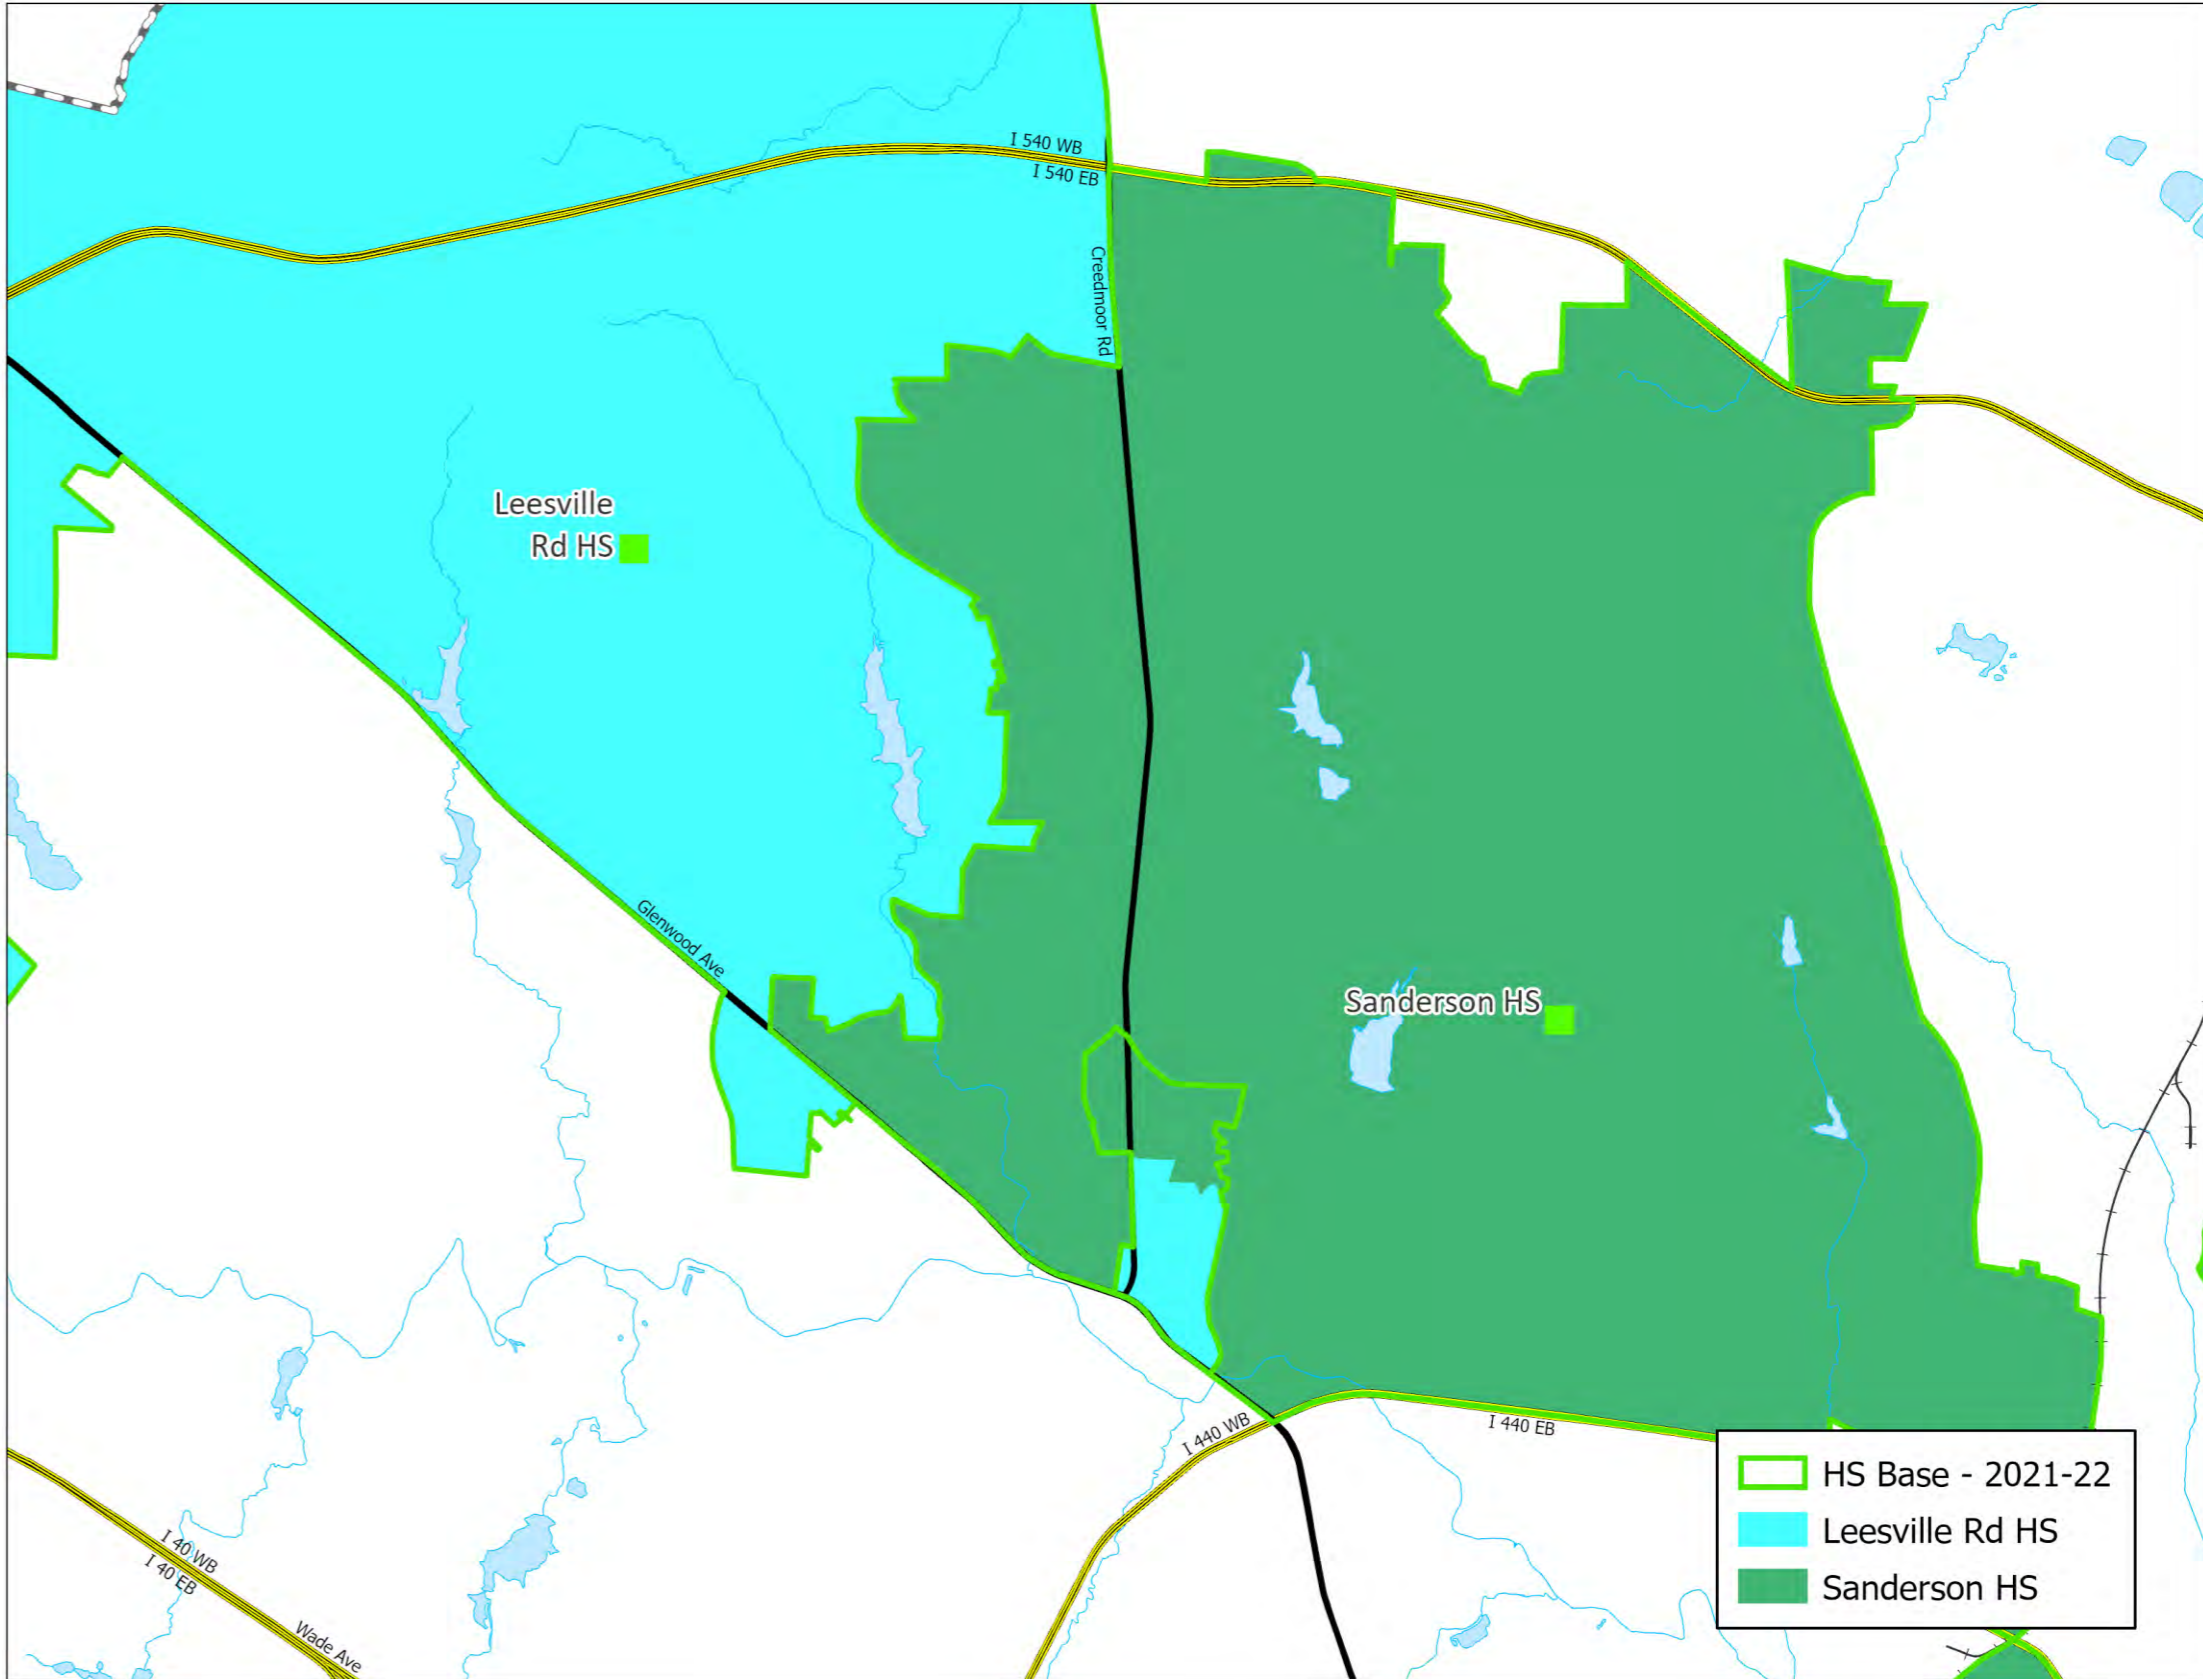 I 540 WB
I 540 EB
Creedmoor Rd
Leesville
Rd HS
Glenwood Ave
Sanderson HS
I 440 WB
I 440 EB
I 40 WB
I 40 EB
Wade Ave
HS Base - 2021-22
Leesville Rd HS
Sanderson HS